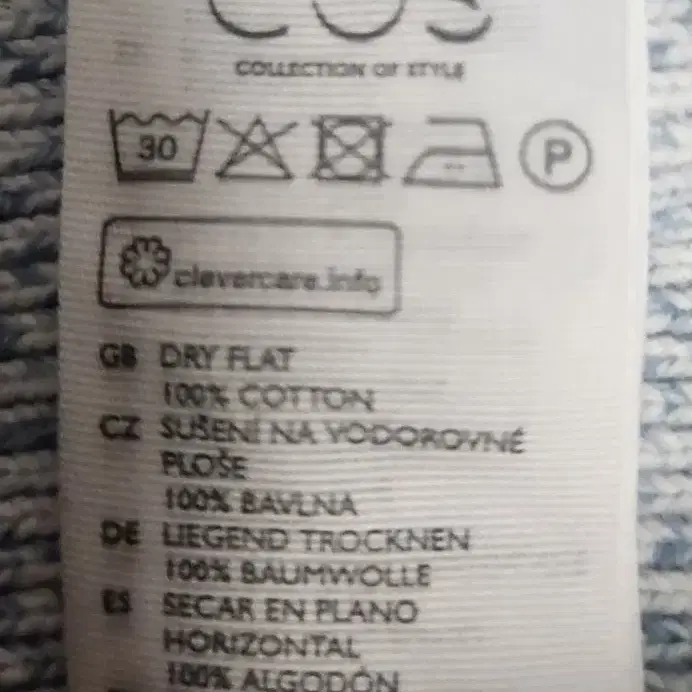 COS
COLLECTION OF STYLE
30
P
clevercare.info
GB DRY FLAT
100% COTTON
CZ SUŠENÍ NA VODOROVNÉ
PLOŠE
100% BAVLNA
DE LIEGEND TROCKNEN
100% BAUMWOLLE
ES SECAR EN PLANO
HORIZONTAL
100% ALGODÓN